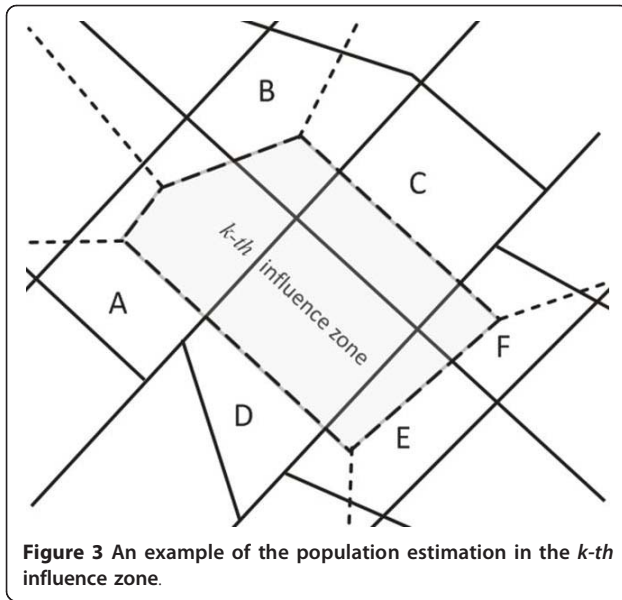 B
C
k-th influence zone
A
F
D
E
Figure 3 An example of the population estimation in the k-th
influence zone.